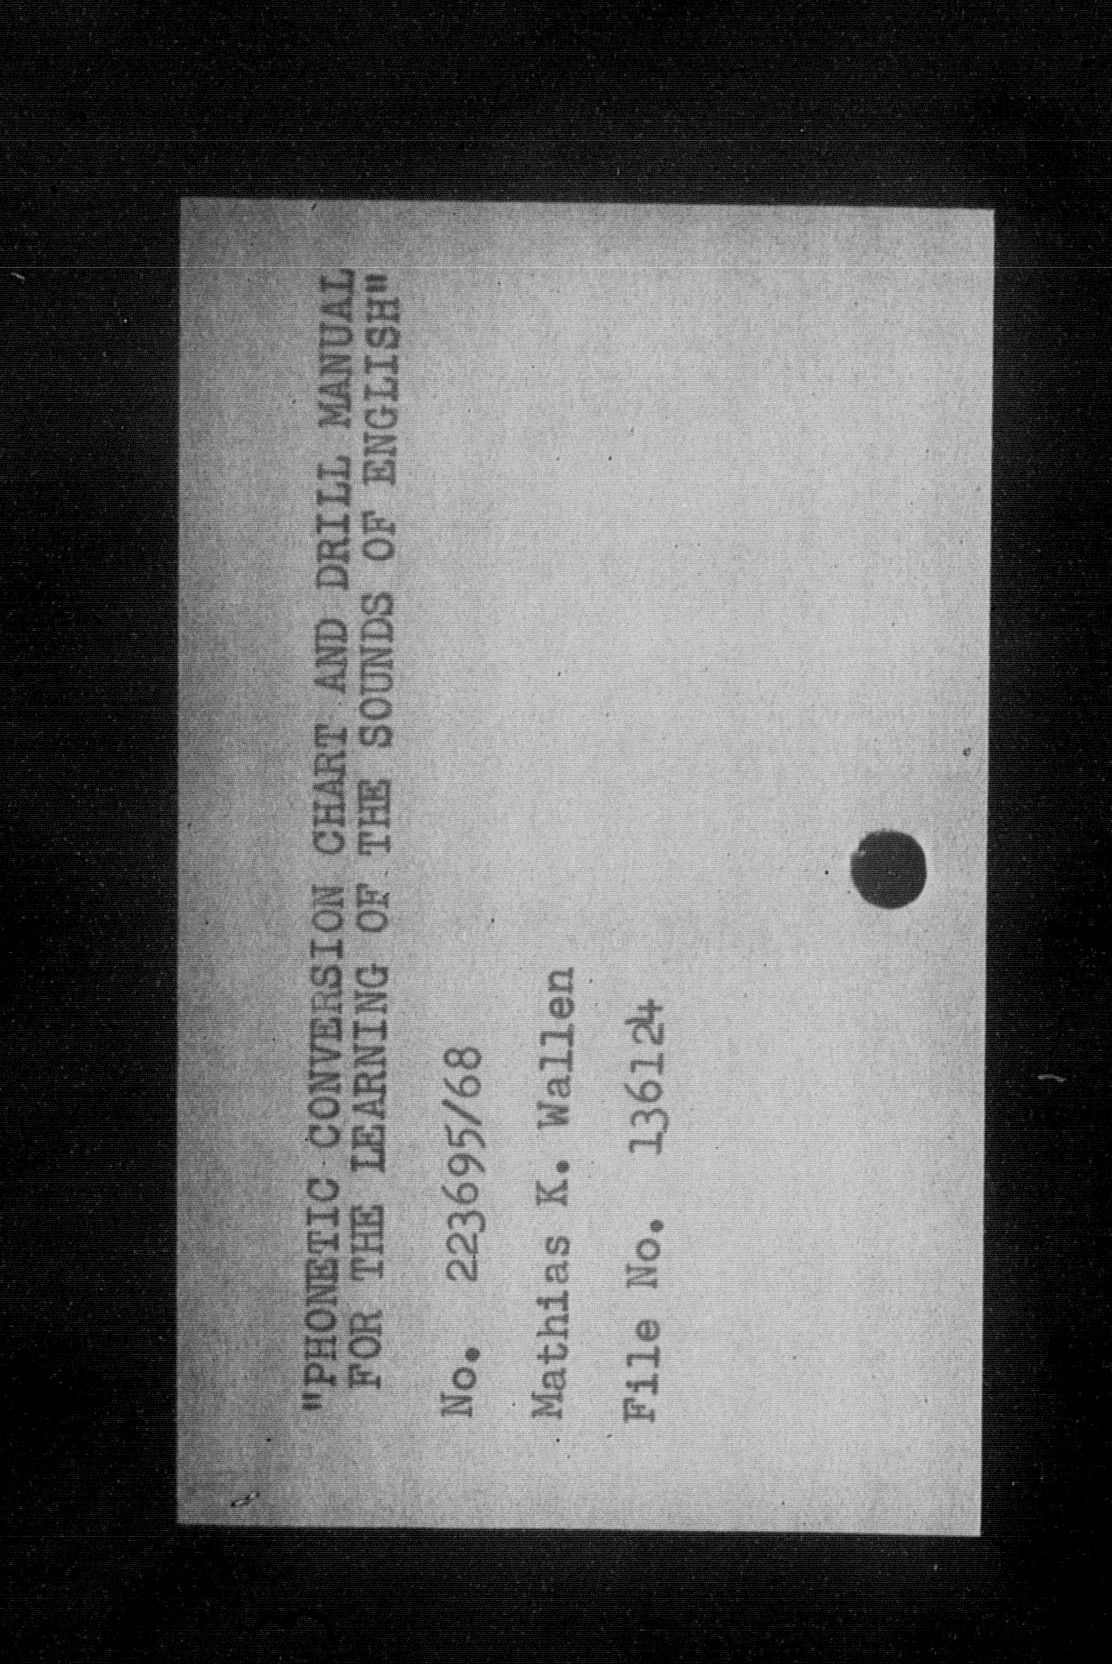 "PHONETIC CONVERSION CHART AND DRILL MANUAL
FOR THE LEARNING OF THE SOUNDS OF ENGLISH"
No. 223695/68
Mathias K. Wallen
File No. 136124